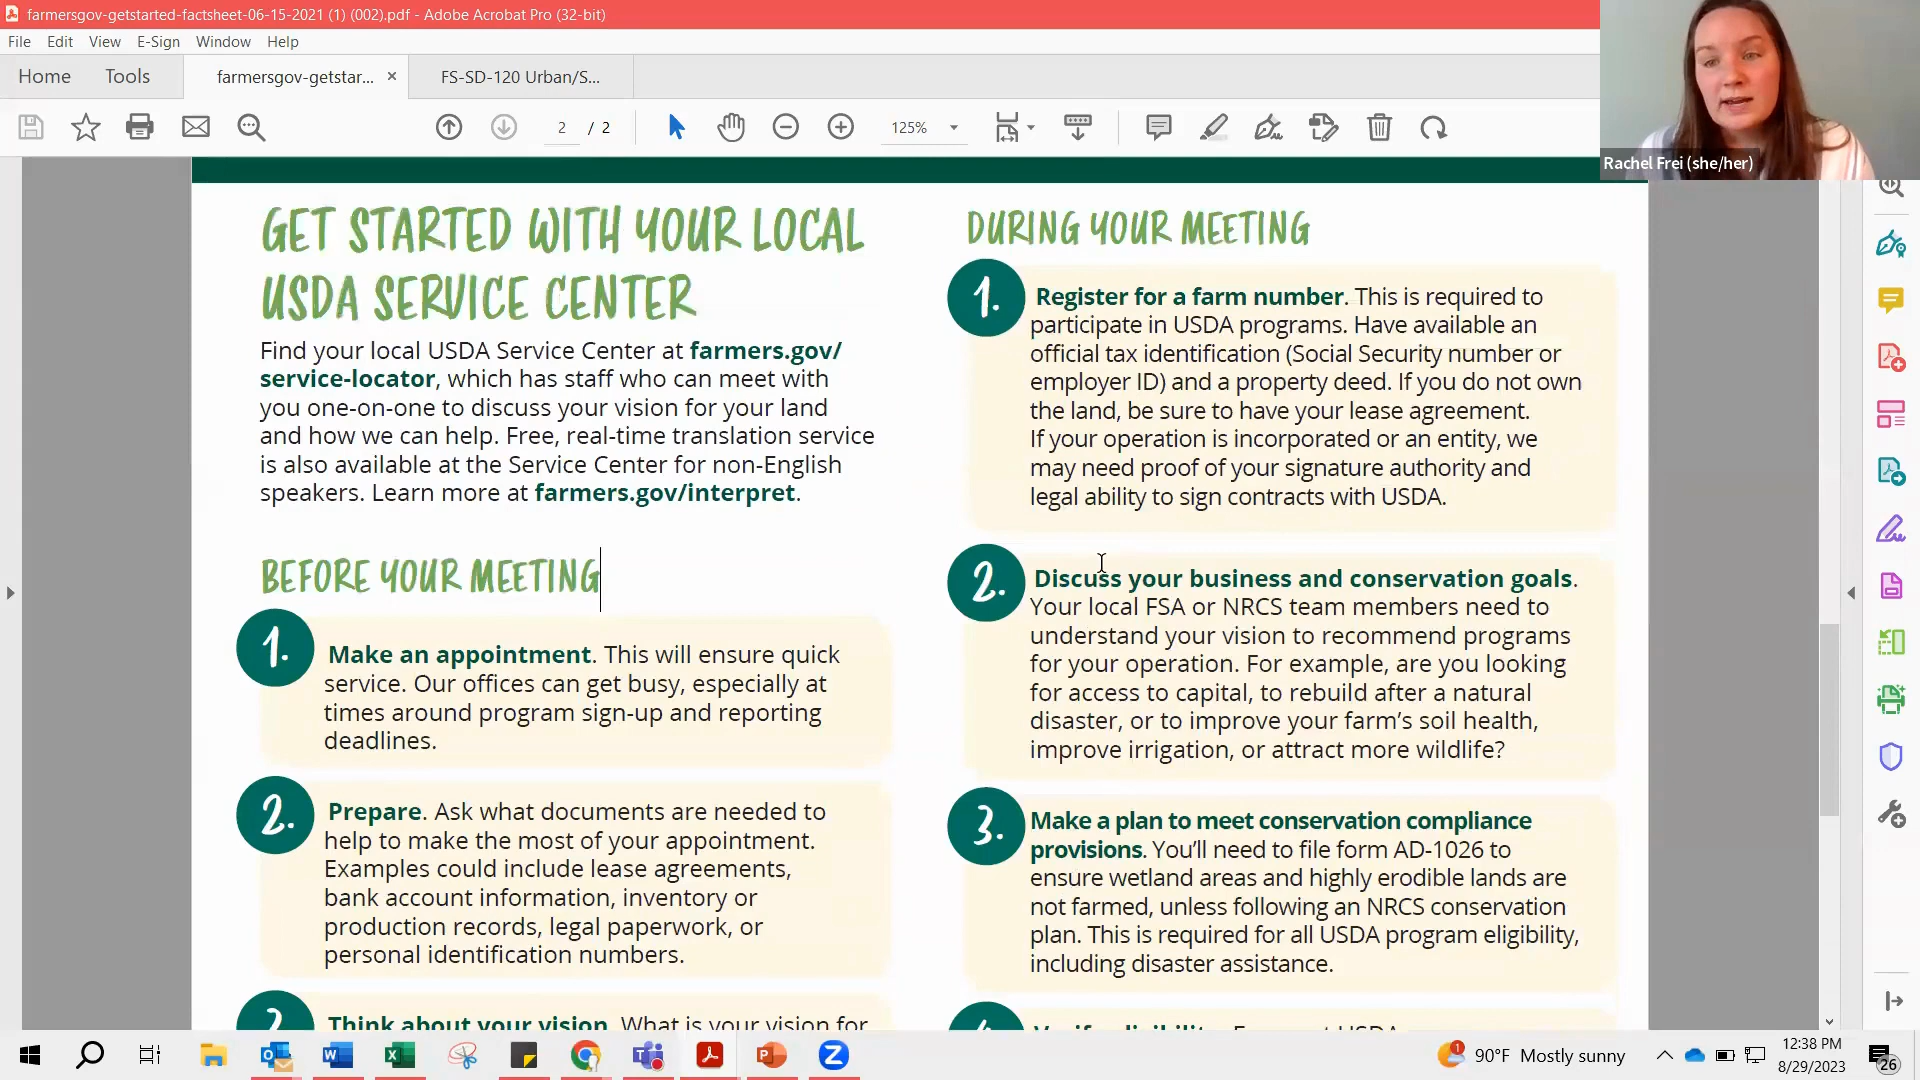 farmersgov-getstarted-factsheet-06-15-2021 (1) (002).pdf - Adobe Acrobat Pro (32-bit)
File Edit View E-Sign Window Help
Home Tools farmersgov-getstar... × FS-SD-120 Urban/S...
2 / 2 125%
Rachel Frei (she/her)
GET STARTED WITH YOUR LOCAL
USDA SERVICE CENTER
Find your local USDA Service Center at farmers.gov/
service-locator, which has staff who can meet with
you one-on-one to discuss your vision for your land
and how we can help. Free, real-time translation service
is also available at the Service Center for non-English
speakers. Learn more at farmers.gov/interpret.
BEFORE YOUR MEETING
1. Make an appointment. This will ensure quick
service. Our offices can get busy, especially at
times around program sign-up and reporting
deadlines.
2. Prepare. Ask what documents are needed to
help to make the most of your appointment.
Examples could include lease agreements,
bank account information, inventory or
production records, legal paperwork, or
personal identification numbers.
Think about your vision. What is your vision for
DURING YOUR MEETING
1. Register for a farm number. This is required to
participate in USDA programs. Have available an
official tax identification (Social Security number or
employer ID) and a property deed. If you do not own
the land, be sure to have your lease agreement.
If your operation is incorporated or an entity, we
may need proof of your signature authority and
legal ability to sign contracts with USDA.
2. Discuss your business and conservation goals.
Your local FSA or NRCS team members need to
understand your vision to recommend programs
for your operation. For example, are you looking
for access to capital, to rebuild after a natural
disaster, or to improve your farm's soil health,
improve irrigation, or attract more wildlife?
3. Make a plan to meet conservation compliance
provisions. You'll need to file form AD-1026 to
ensure wetland areas and highly erodible lands are
not farmed, unless following an NRCS conservation
plan. This is required for all USDA program eligibility,
including disaster assistance.
90°F Mostly sunny
12:38 PM
8/29/2023
26